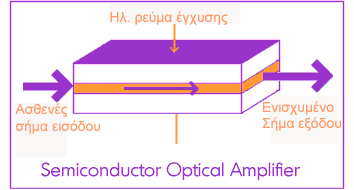 Ηλ. ρεύμα έγχυσης
Ασθενές
σήμα εισόδου
Ενισχυμένο
Σήμα εξόδου
Semiconductor Optical Amplifier